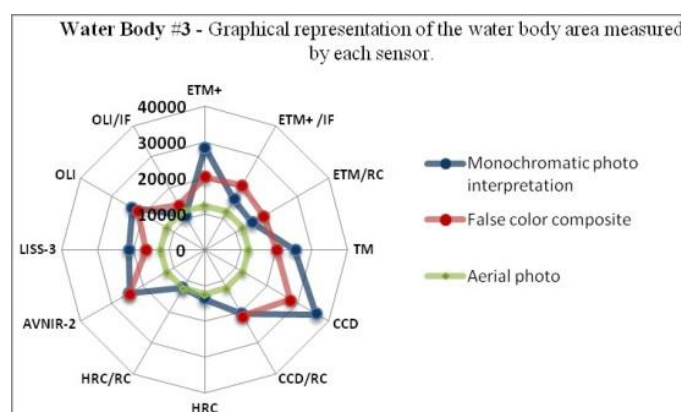 Water Body #3 - Graphical representation of the water body area measured
by each sensor.
ETM+
40000
30000
20000
10000
0
ETM+ /IF
ETM/RC
TM
CCD
CCD/RC
HRC
HRC/RC
AVNIR-2
LISS-3
OLI
OLI/IF
Monochromatic photo
interpretation
False color composite
Aerial photo